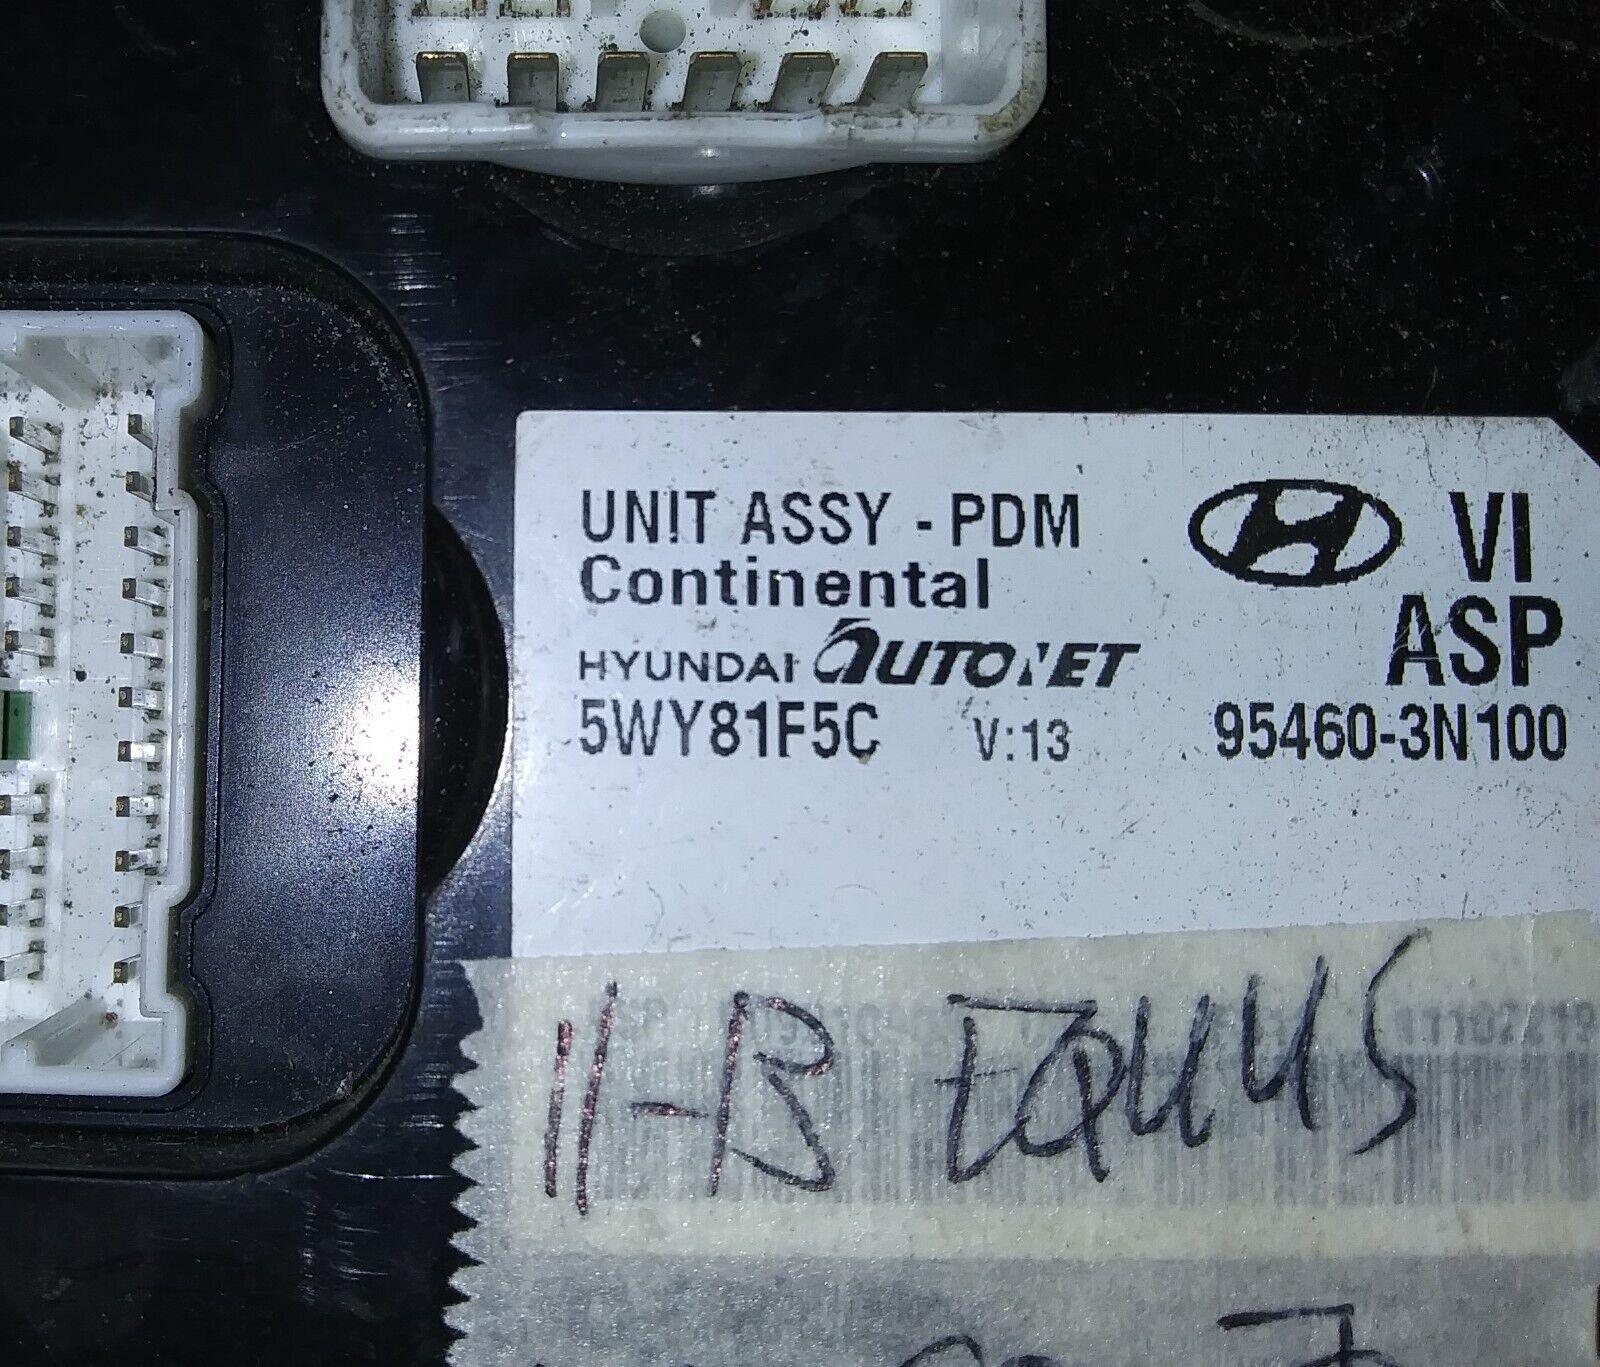 UNIT ASSY - PDM
Continental
HYUNDAI AUTONET
5WY81F5C V:13
VI
ASP
95460-3N100
11-13 EQUUS